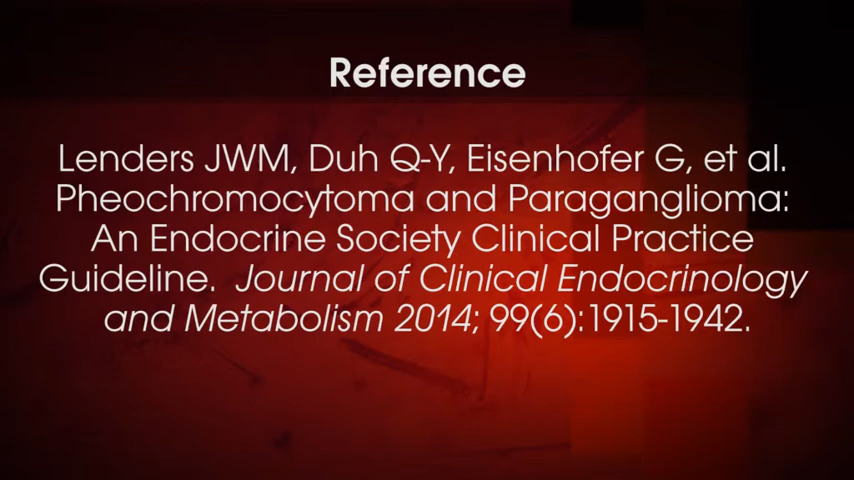 Reference
Lenders JWM, Duh Q-Y, Eisenhofer G, et al.
Pheochromocytoma and Paraganglioma:
An Endocrine Society Clinical Practice
Guideline. Journal of Clinical Endocrinology
and Metabolism 2014; 99(6):1915-1942.